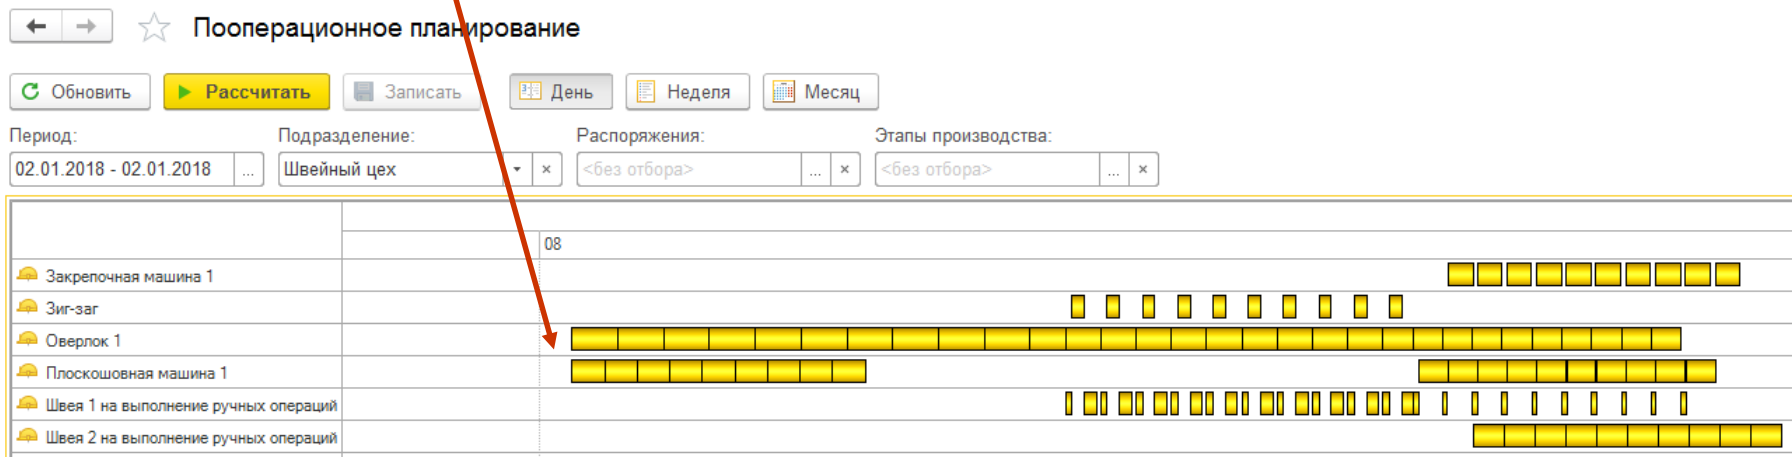 Пооперационное планирование
Обновить Рассчитать Записать День Неделя Месяц
Период: Подразделение: Распоряжения: Этапы производства:
02.01.2018 - 02.01.2018 ... Швейный цех × <без отбора> ... × <без отбора> ... ×
08
Закрепочная машина 1
Зиг-заг
Оверлок 1
Плоскошовная машина 1
Швея 1 на выполнение ручных операций
Швея 2 на выполнение ручных операций